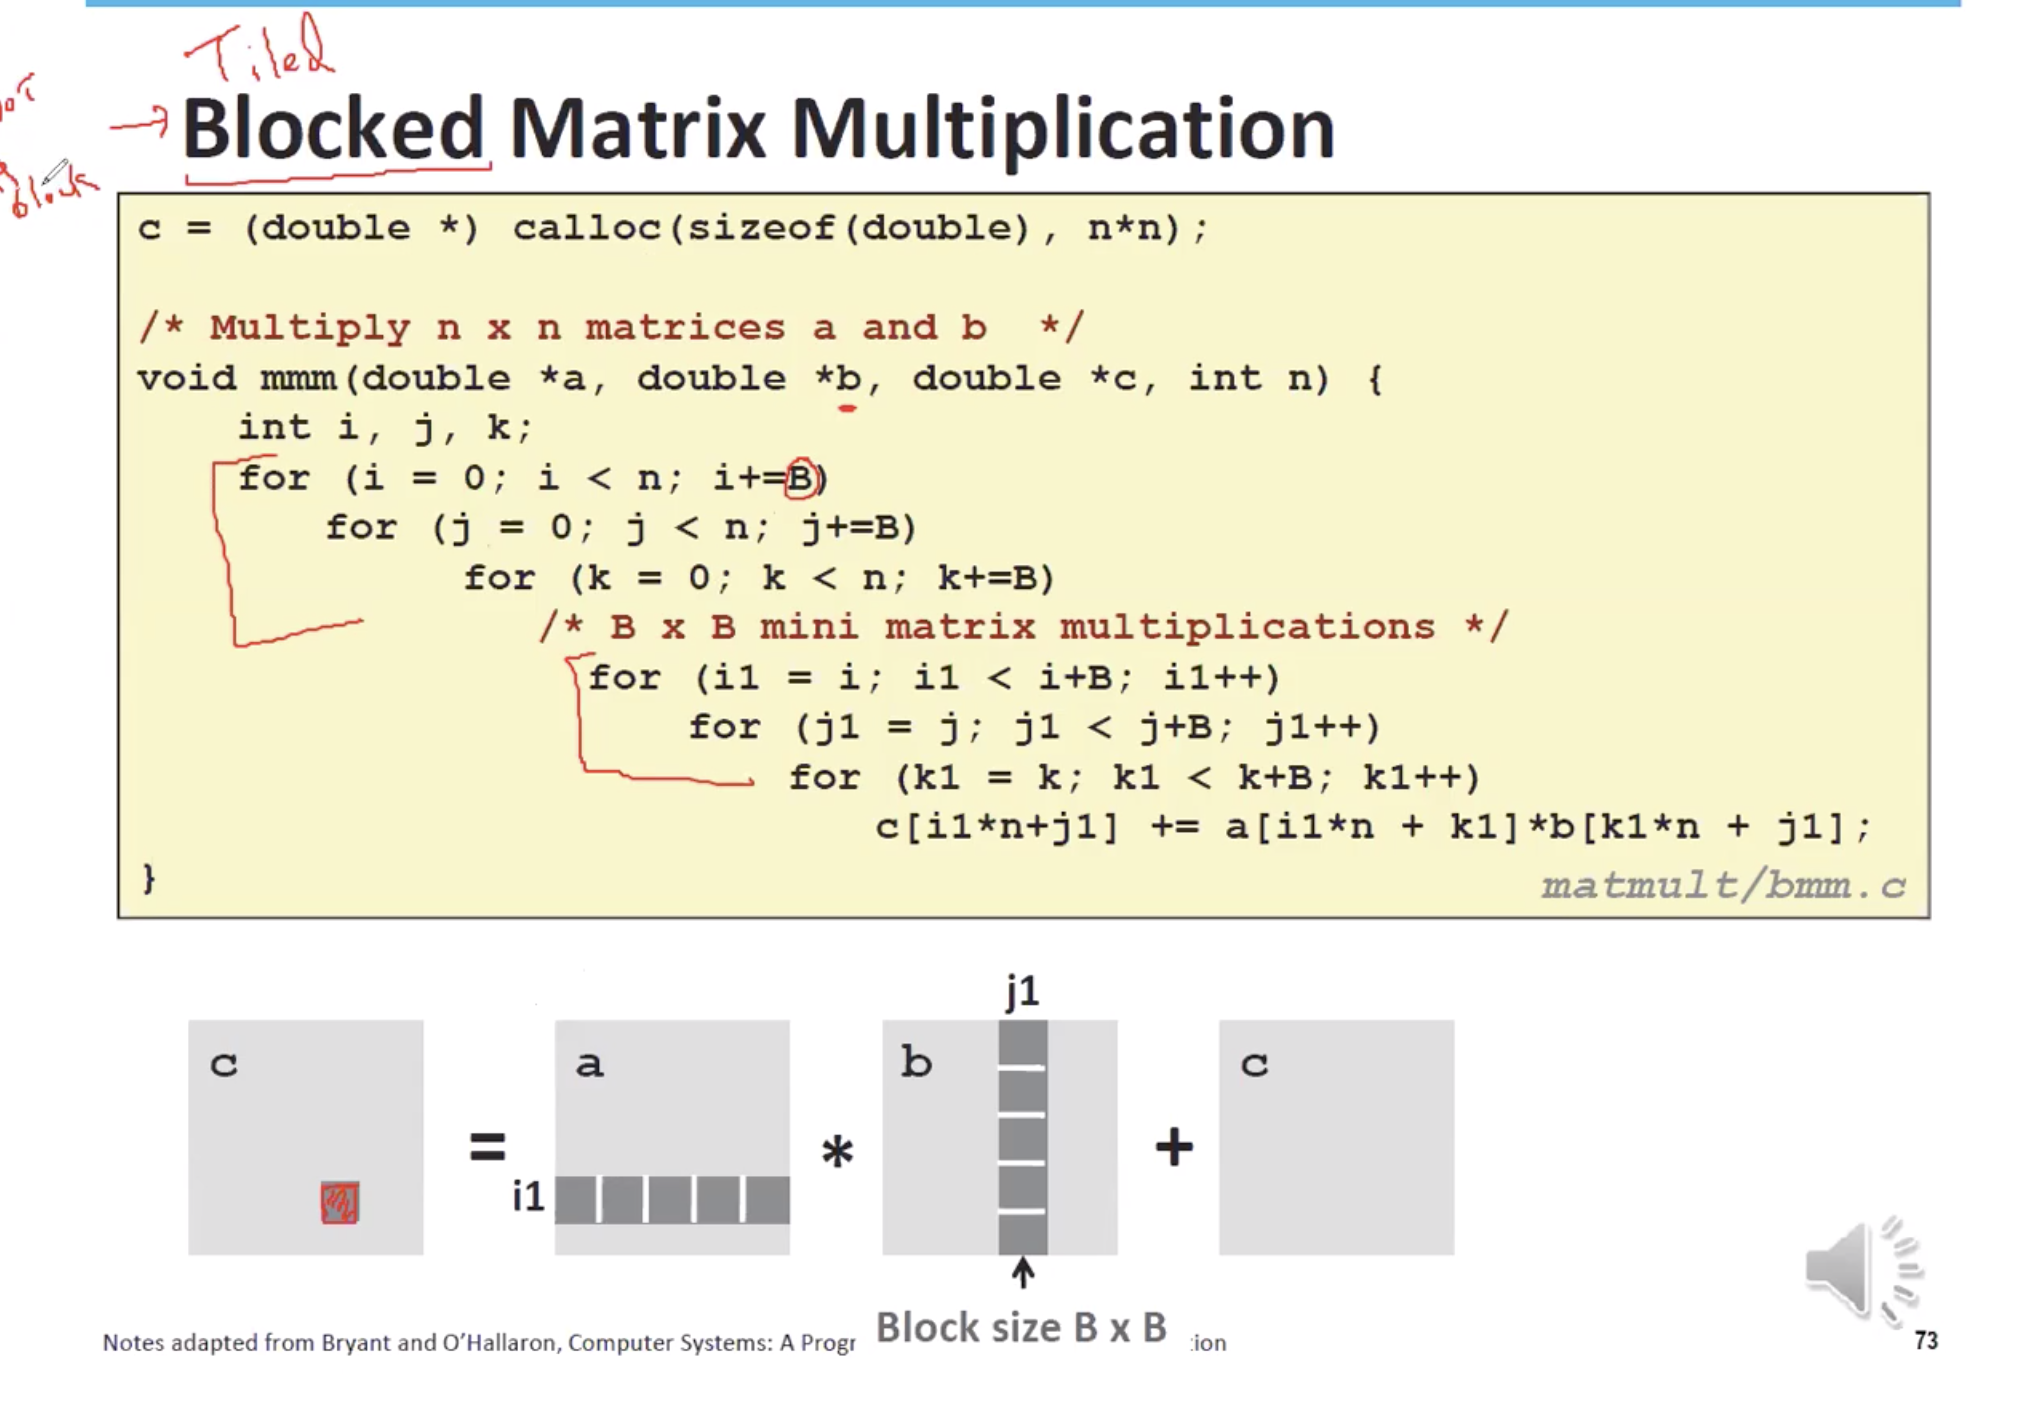 Tiled
Blocked Matrix Multiplication
block
c = (double *) calloc(sizeof(double), n*n);
/* Multiply n x n matrices a and b */
void mmm(double *a, double *b, double *c, int n) {
int i, j, k;
for (i = 0; i < n; i+=B)
for (j = 0; j < n; j+=B)
for (k = 0; k < n; k+=B)
/* B x B mini matrix multiplications */
for (i1 = i; i1 < i+B; i1++)
for (j1 = j; j1 < j+B; j1++)
for (k1 = k; k1 < k+B; k1++)
c[i1*n+j1] += a[i1*n + k1]*b[k1*n + j1];
}
matmult/bmm.c
j1
c
a
b
c
=
i1
*
+
Block size B x B
Notes adapted from Bryant and O'Hallaron, Computer Systems: A Progr
ion
73